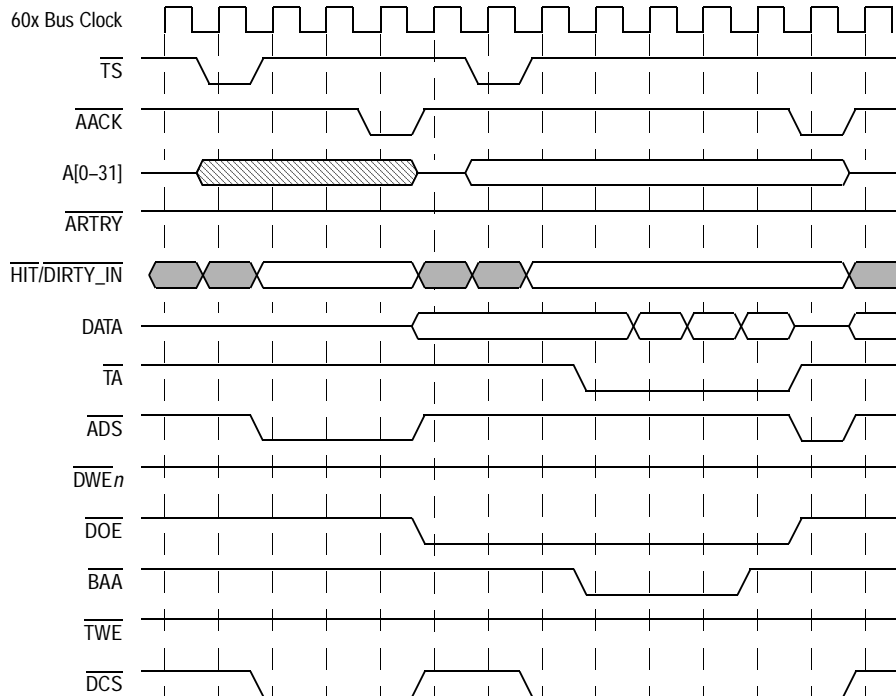 60x Bus Clock
TS
AACK
A[0–31]
ARTRY
HIT/DIRTY_IN
DATA
TA
ADS
DWEn
DOE
BAA
TWE
DCS